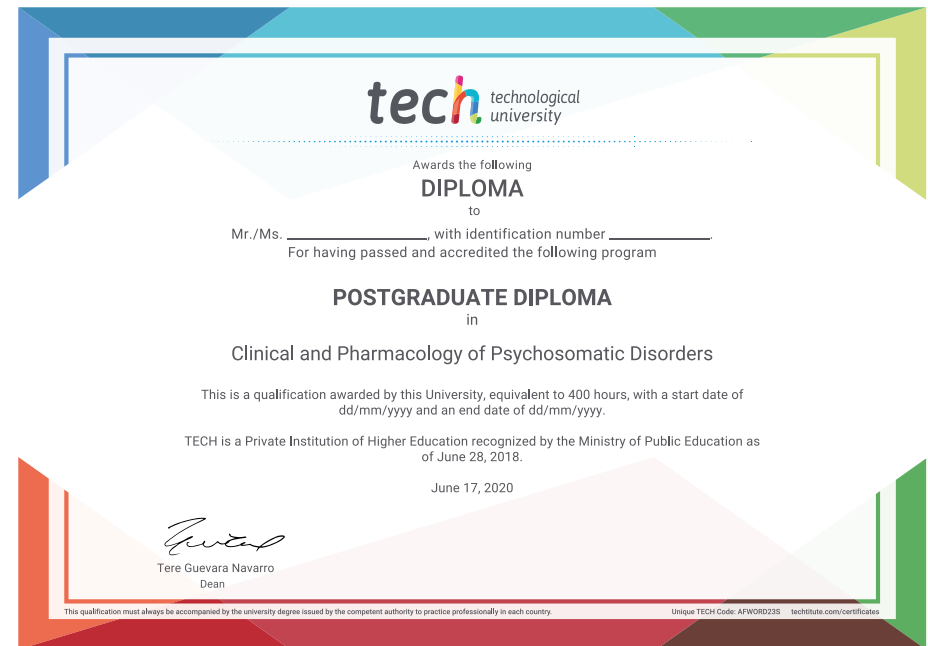 tech technological
university
Awards the following
DIPLOMA
to
Mr./Ms. ____________________, with identification number ______________.
For having passed and accredited the following program
POSTGRADUATE DIPLOMA
in
Clinical and Pharmacology of Psychosomatic Disorders
This is a qualification awarded by this University, equivalent to 400 hours, with a start date of
dd/mm/yyyy and an end date of dd/mm/yyyy.
TECH is a Private Institution of Higher Education recognized by the Ministry of Public Education as
of June 28, 2018.
June 17, 2020
Tere Guevara Navarro
Dean
This qualification must always be accompanied by the university degree issued by the competent authority to practice professionally in each country.
Unique TECH Code: AFWORD23S techtitute.com/certificates